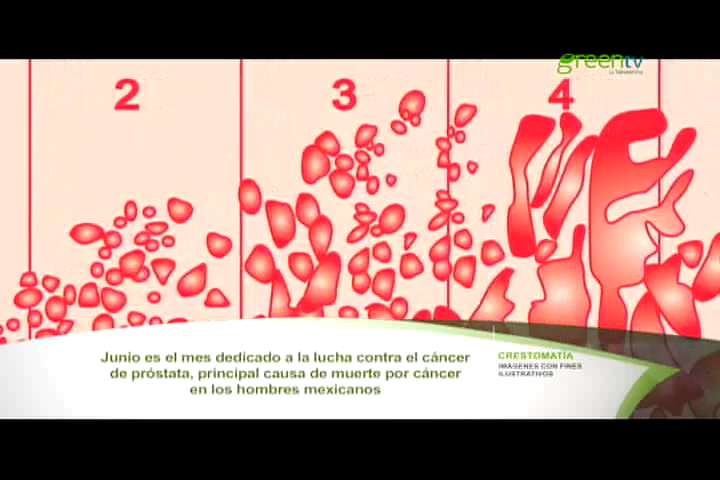 greentv
2
3
4
Junio es el mes dedicado a la lucha contra el cáncer
de próstata, principal causa de muerte por cáncer
en los hombres mexicanos
CRESTOMATÍA
IMÁGENES CON FINES
ILUSTRATIVOS